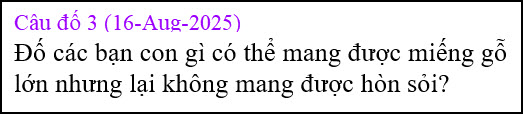 Câu đố 3 (16-Aug-2025)
Đố các bạn con gì có thể mang được miếng gỗ
lớn nhưng lại không mang được hòn sỏi?